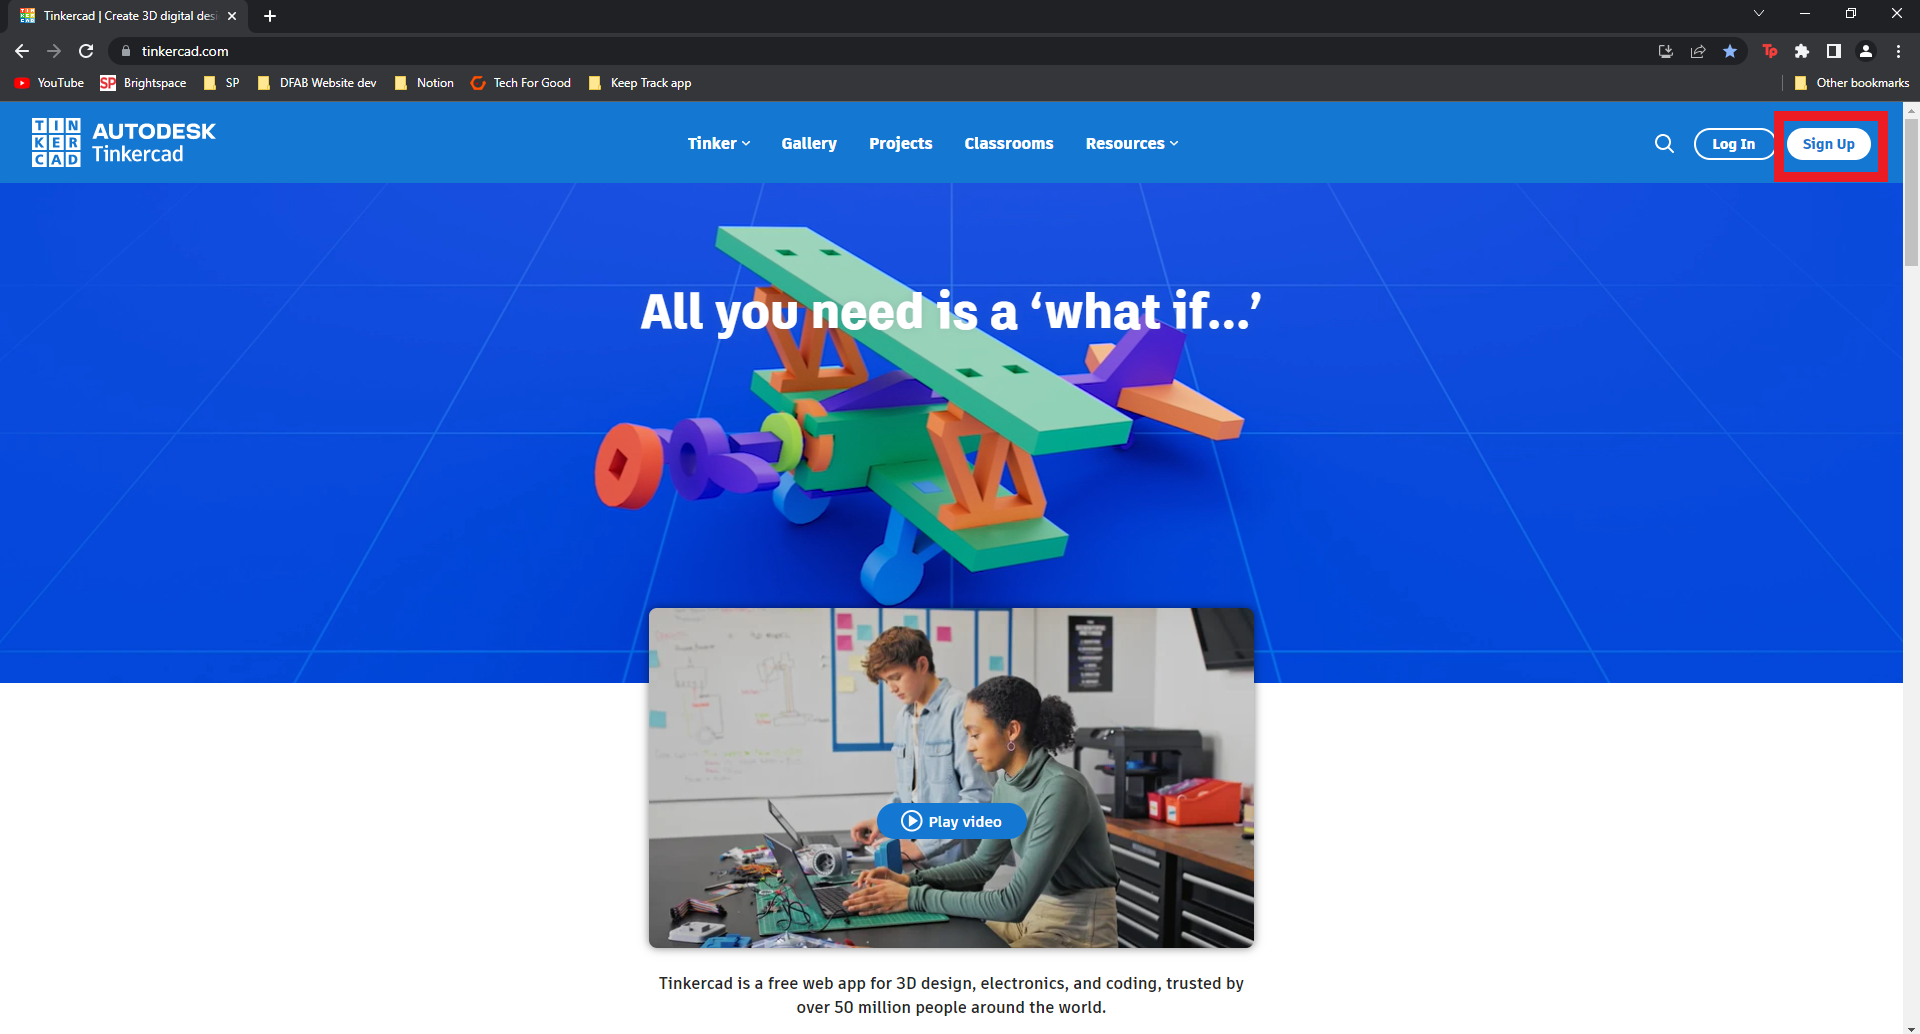 Tinkercad | Create 3D digital des
tinkercad.com
Tp
YouTube
SP Brightspace
SP
DFAB Website dev
Notion
Tech For Good
Keep Track app
Other bookmarks
TIN
KER
CAD
AUTODESK
Tinkercad
Tinker
Gallery
Projects
Classrooms
Resources
Log In
Sign Up
All you need is a ‘what if...’
Play video
Tinkercad is a free web app for 3D design, electronics, and coding, trusted by
over 50 million people around the world.